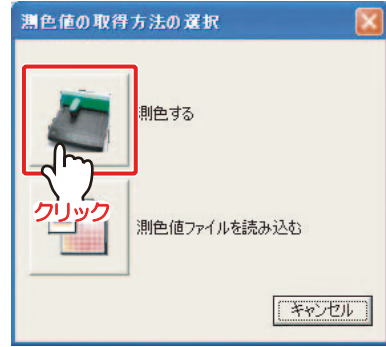 測色値の取得方法の選択
測色する
クリック
測色値ファイルを読み込む
キャンセル